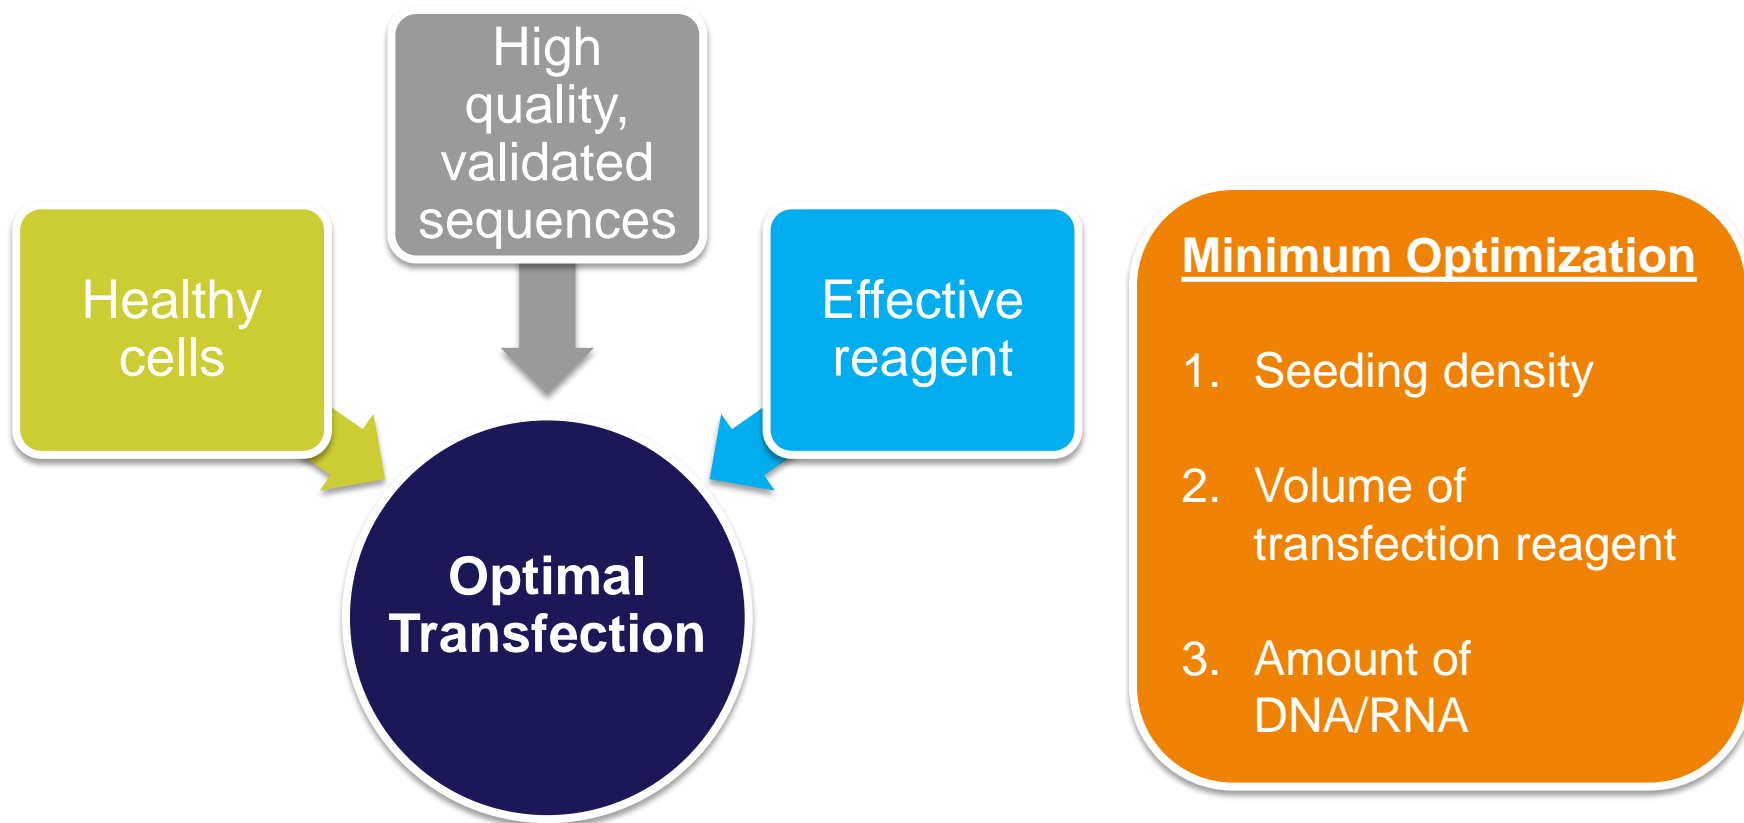 High
quality,
validated
sequences
Healthy
cells
Effective
reagent
Optimal
Transfection
Minimum Optimization
1. Seeding density
2. Volume of
transfection reagent
3. Amount of
DNA/RNA